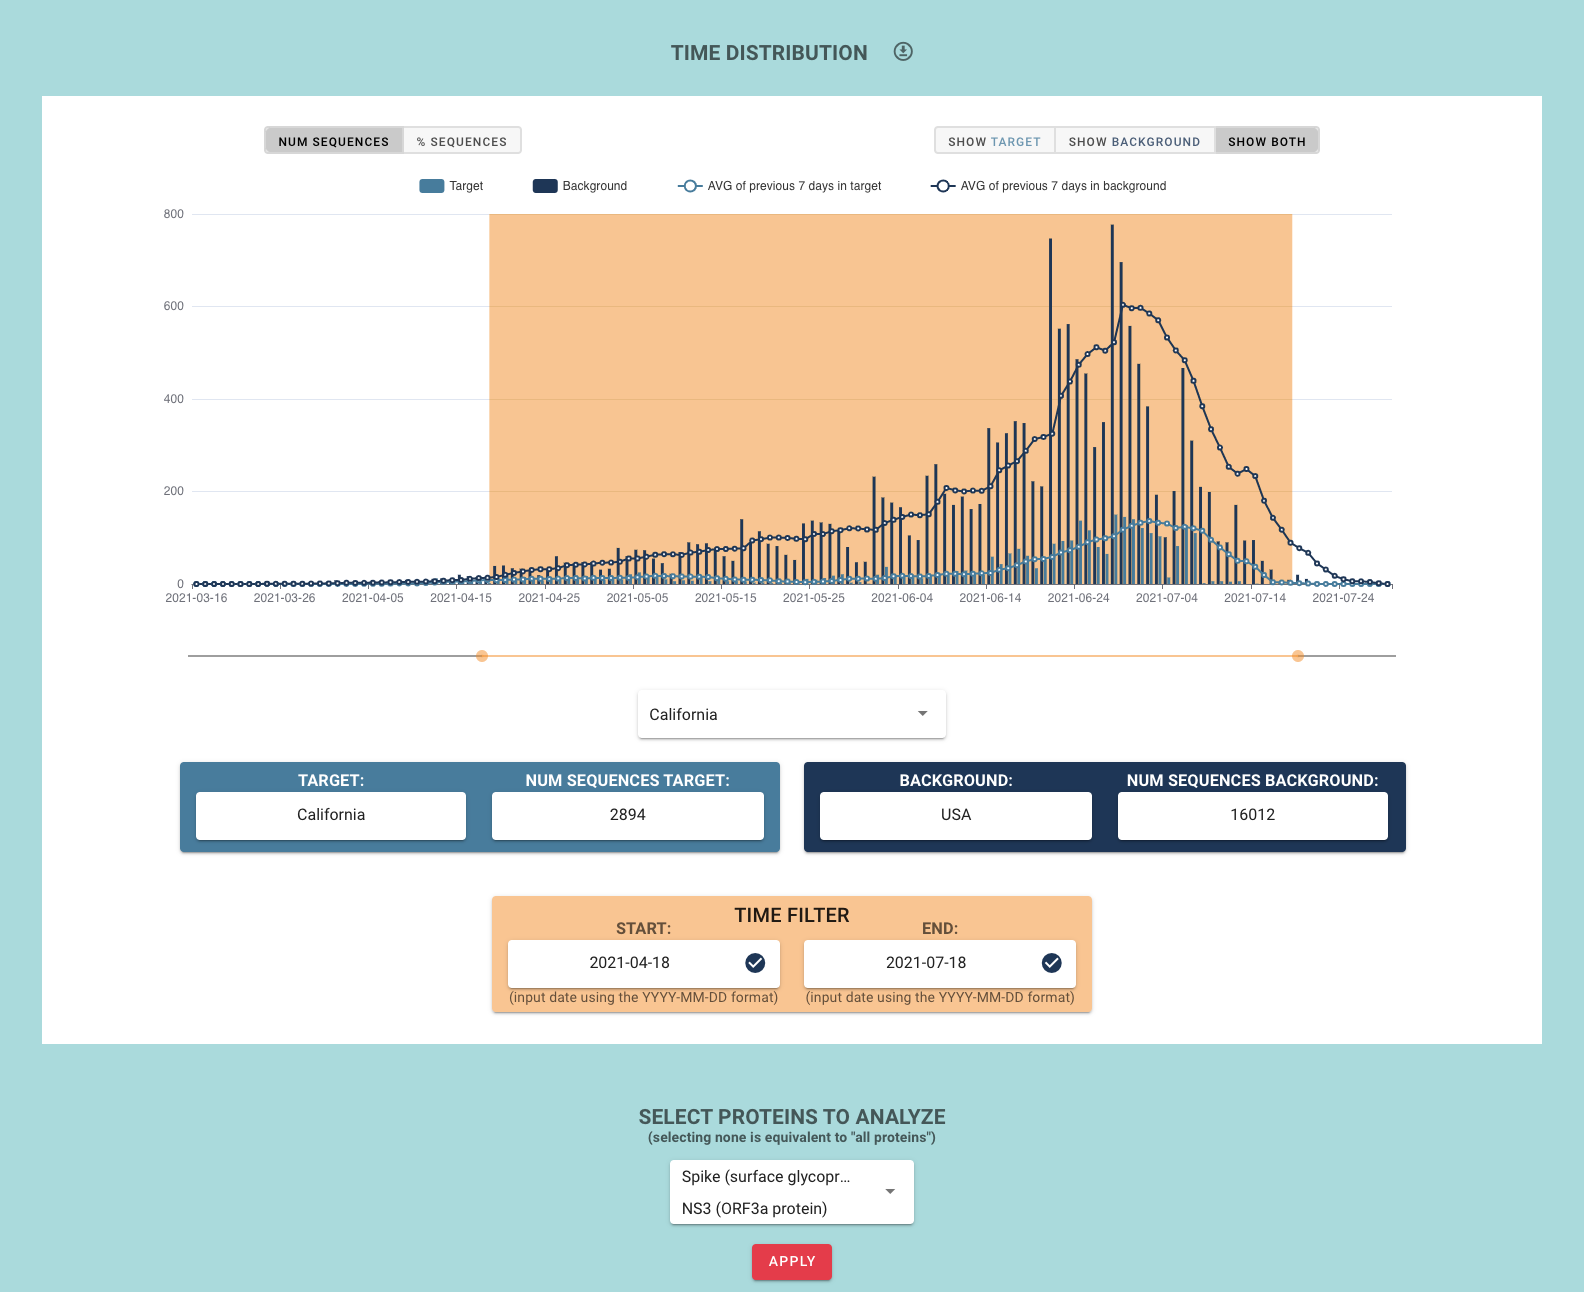 TIME DISTRIBUTION
NUM SEQUENCES % SEQUENCES SHOW TARGET SHOW BACKGROUND SHOW BOTH
Target Background AVG of previous 7 days in target AVG of previous 7 days in background
800
600
400
200
0
2021-03-16 2021-03-26 2021-04-05 2021-04-15 2021-04-25 2021-05-05 2021-05-15 2021-05-25 2021-06-04 2021-06-14 2021-06-24 2021-07-04 2021-07-14 2021-07-24
California
TARGET: NUM SEQUENCES TARGET: BACKGROUND: NUM SEQUENCES BACKGROUND:
California 2894 USA 16012
TIME FILTER
START: END:
2021-04-18 2021-07-18
(input date using the YYYY-MM-DD format) (input date using the YYYY-MM-DD format)
SELECT PROTEINS TO ANALYZE
(selecting none is equivalent to "all proteins")
Spike (surface glycopr...
NS3 (ORF3a protein)
APPLY